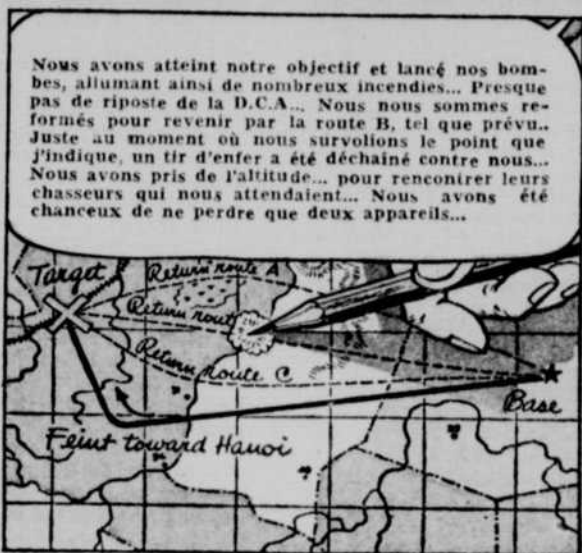 Nous avons atteint notre objectif et lancé nos bom-
bes, allumant ainsi de nombreux incendies... Presque
pas de riposte de la D.C.A... Nous nous sommes re-
formés pour revenir par la route B, tel que prévu..
Juste au moment où nous survolions le point que
j'indique, un tir d'enfer a été déchaîné contre nous...
Nous avons pris de l'altitude... pour rencontrer leurs
chasseurs qui nous attendaient... Nous avons été
chanceux de ne perdre que deux appareils...
Target
Return route A
Return rout
Return route C
Base
Feint toward Hanoi